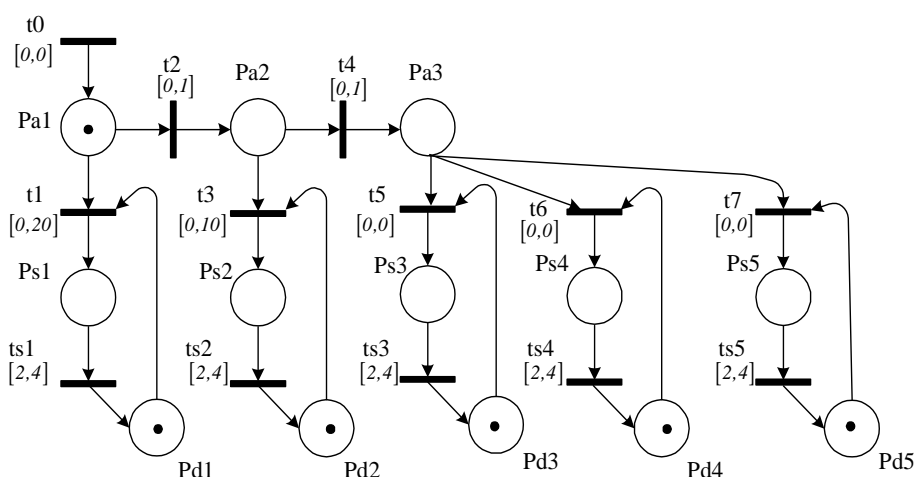 t0
[0,0]
t2
[0,1]
Pa2
t4
[0,1]
Pa3
Pa1
t1
[0,20]
t3
[0,10]
t5
[0,0]
t6
[0,0]
t7
[0,0]
Ps1
Ps2
Ps3
Ps4
Ps5
ts1
[2,4]
ts2
[2,4]
ts3
[2,4]
ts4
[2,4]
ts5
[2,4]
Pd1
Pd2
Pd3
Pd4
Pd5